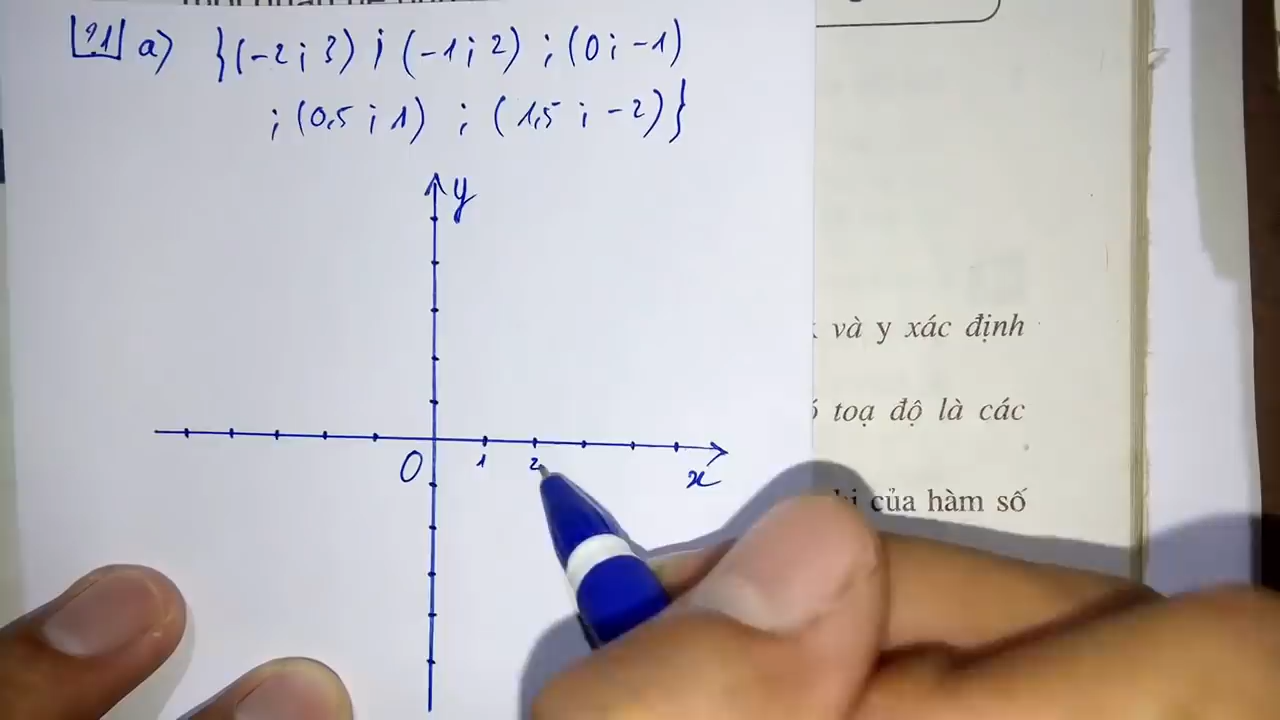 ?1 a) {(-2 ; 3) ; (-1 ; 2) ; (0 ; -1)
; (0,5 ; 1) ; (1,5 ; -2)}
y
và y xác định
toạ độ là các
O 1 2 x
của hàm số